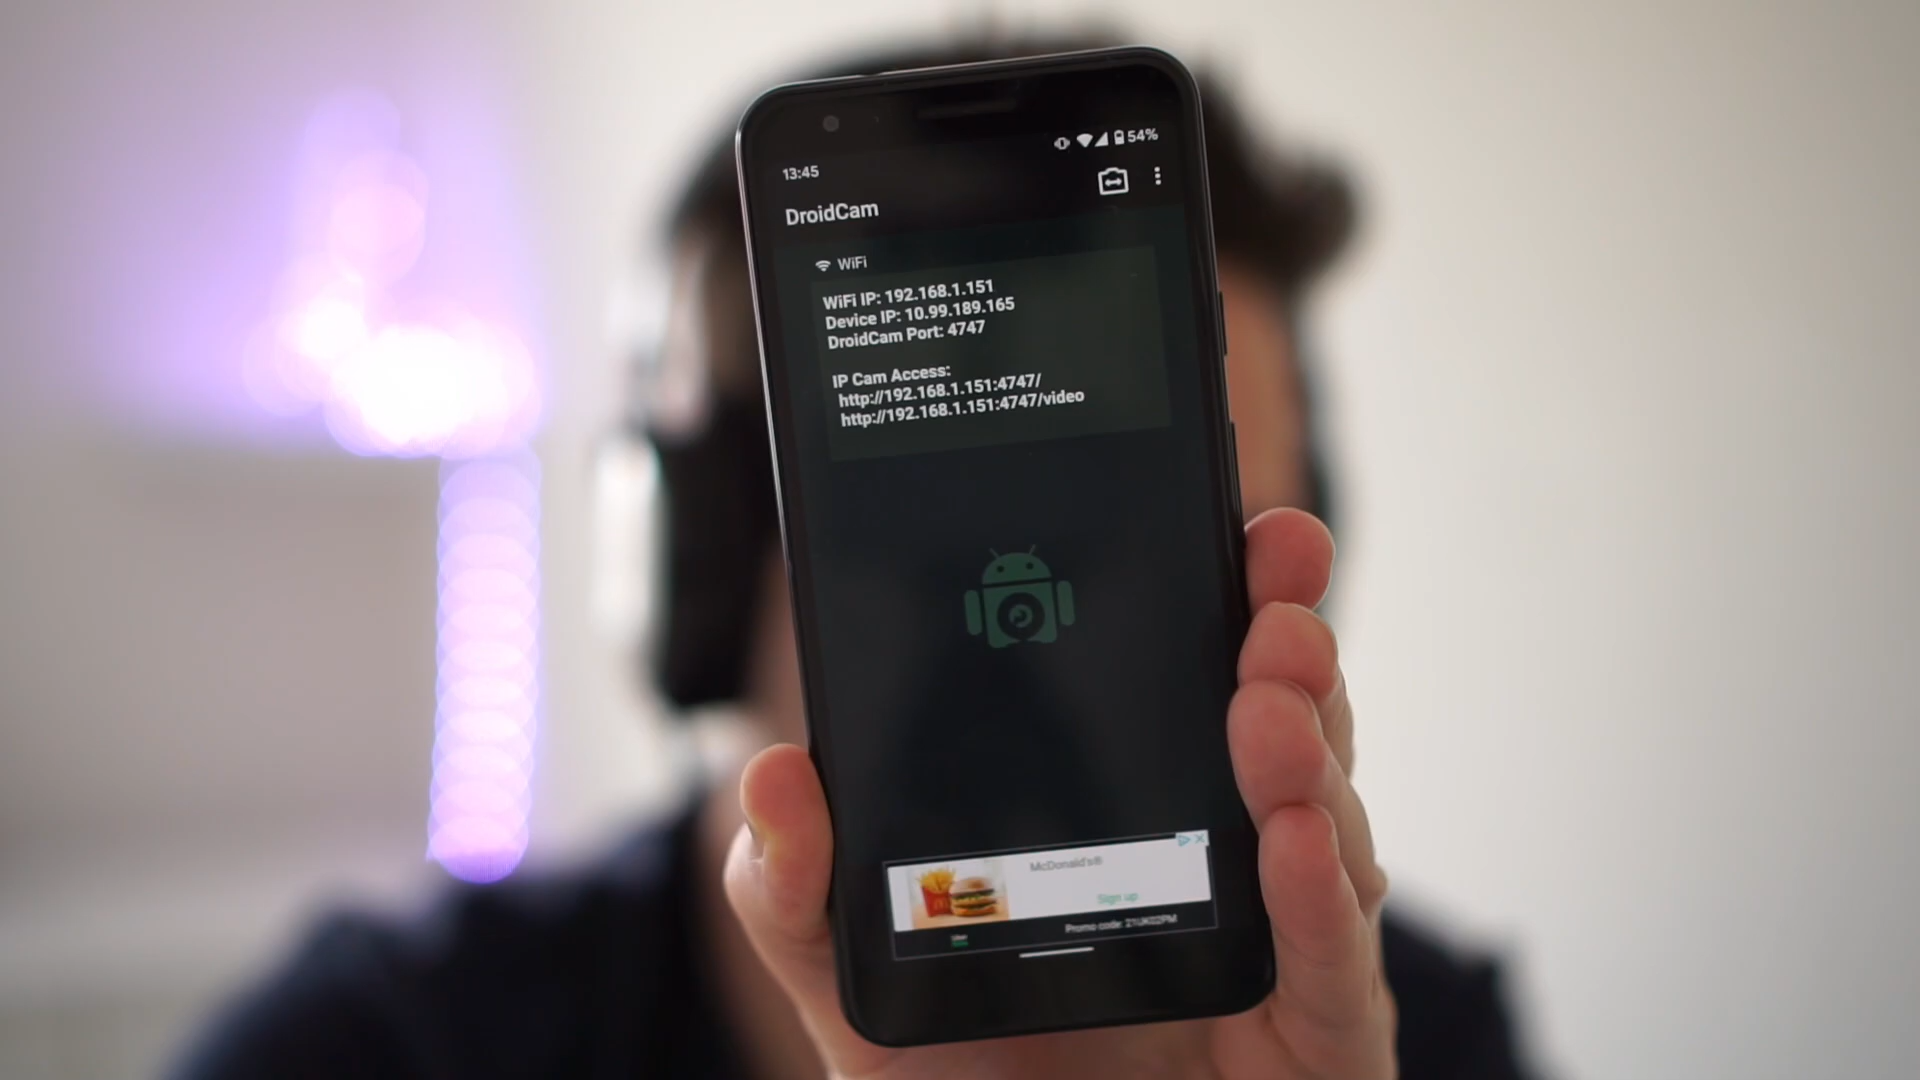 13:45
54%
DroidCam
WiFi
WiFi IP: 192.168.1.151
Device IP: 10.99.189.165
DroidCam Port: 4747
IP Cam Access:
http://192.168.1.151:4747/
http://192.168.1.151:4747/video
McDonald's®
Sign up
Promo code: